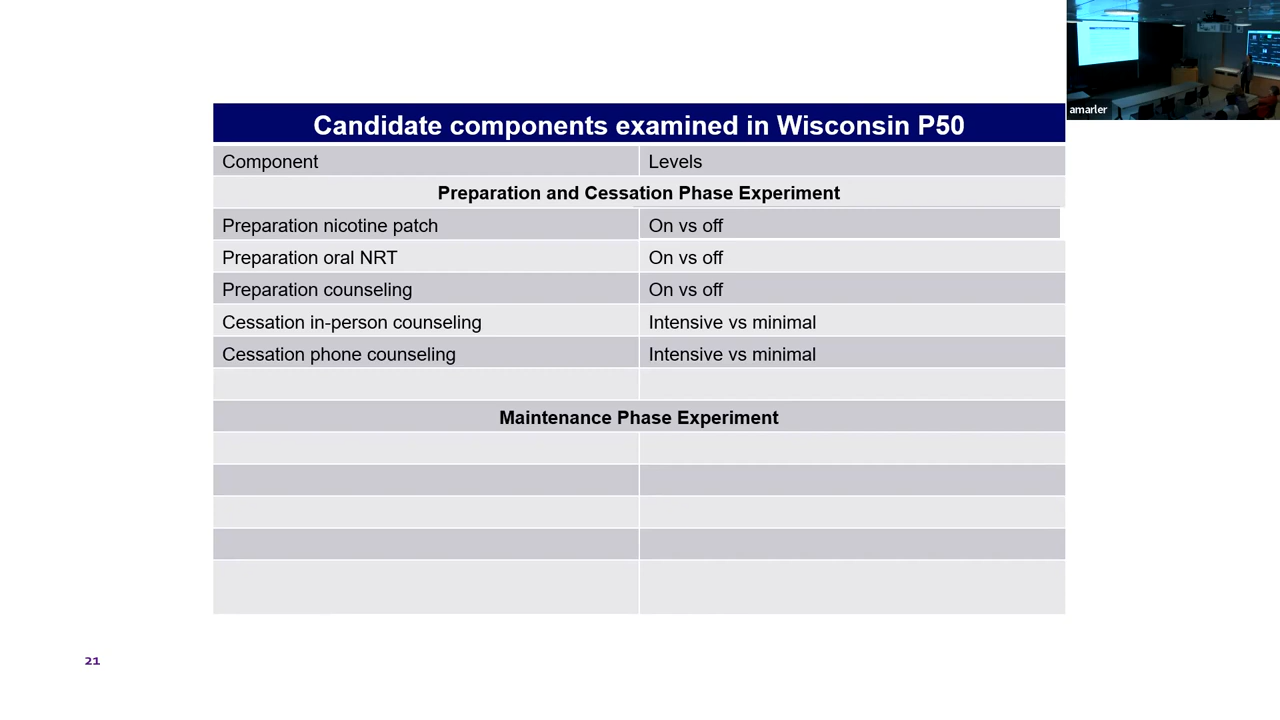 Candidate components examined in Wisconsin P50
Component Levels
Preparation and Cessation Phase Experiment
Preparation nicotine patch On vs off
Preparation oral NRT On vs off
Preparation counseling On vs off
Cessation in-person counseling Intensive vs minimal
Cessation phone counseling Intensive vs minimal
Maintenance Phase Experiment
21
amarler